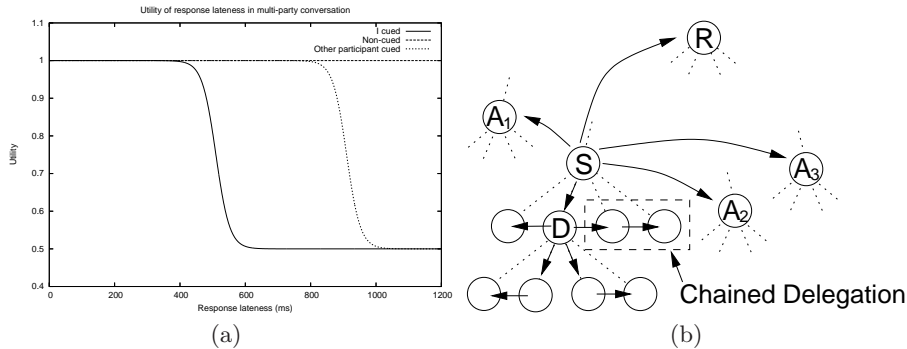 Utility of response lateness in multi-party conversation
I cued
Non-cued
Other participant cued
1.1
1
0.9
0.8
0.7
0.6
0.5
0.4
Utility
0 200 400 600 800 1000 1200
Response lateness (ms)
(a)
R
A1
S
A3
A2
D
Chained Delegation
(b)